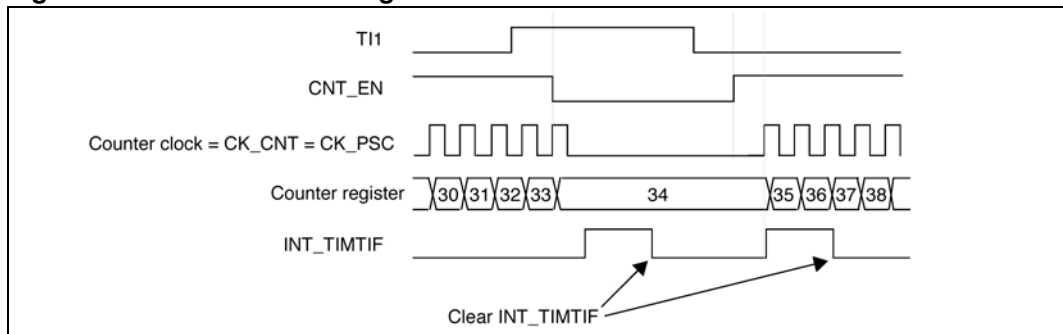 TI1
CNT_EN
Counter clock = CK_CNT = CK_PSC
Counter register 30 31 32 33 34 35 36 37 38
INT_TIMTIF
Clear INT_TIMTIF